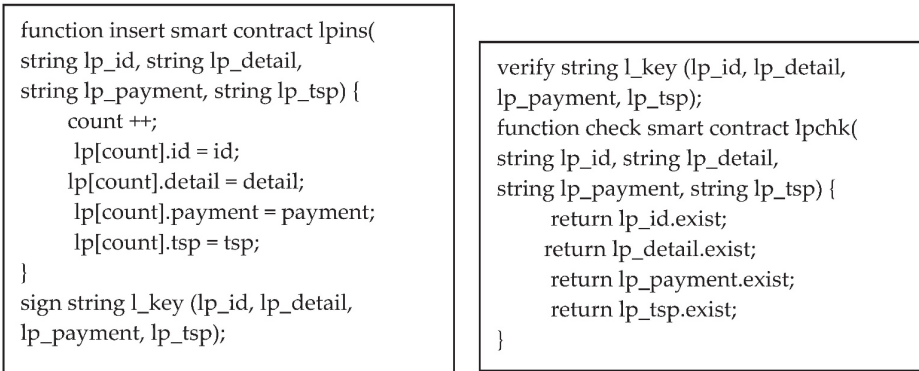 function insert smart contract lpins(
string lp_id, string lp_detail,
string lp_payment, string lp_tsp) {
count ++;
lp[count].id = id;
lp[count].detail = detail;
lp[count].payment = payment;
lp[count].tsp = tsp;
}
sign string l_key (lp_id, lp_detail,
lp_payment, lp_tsp);
verify string l_key (lp_id, lp_detail,
lp_payment, lp_tsp);
function check smart contract lpchk(
string lp_id, string lp_detail,
string lp_payment, string lp_tsp) {
return lp_id.exist;
return lp_detail.exist;
return lp_payment.exist;
return lp_tsp.exist;
}